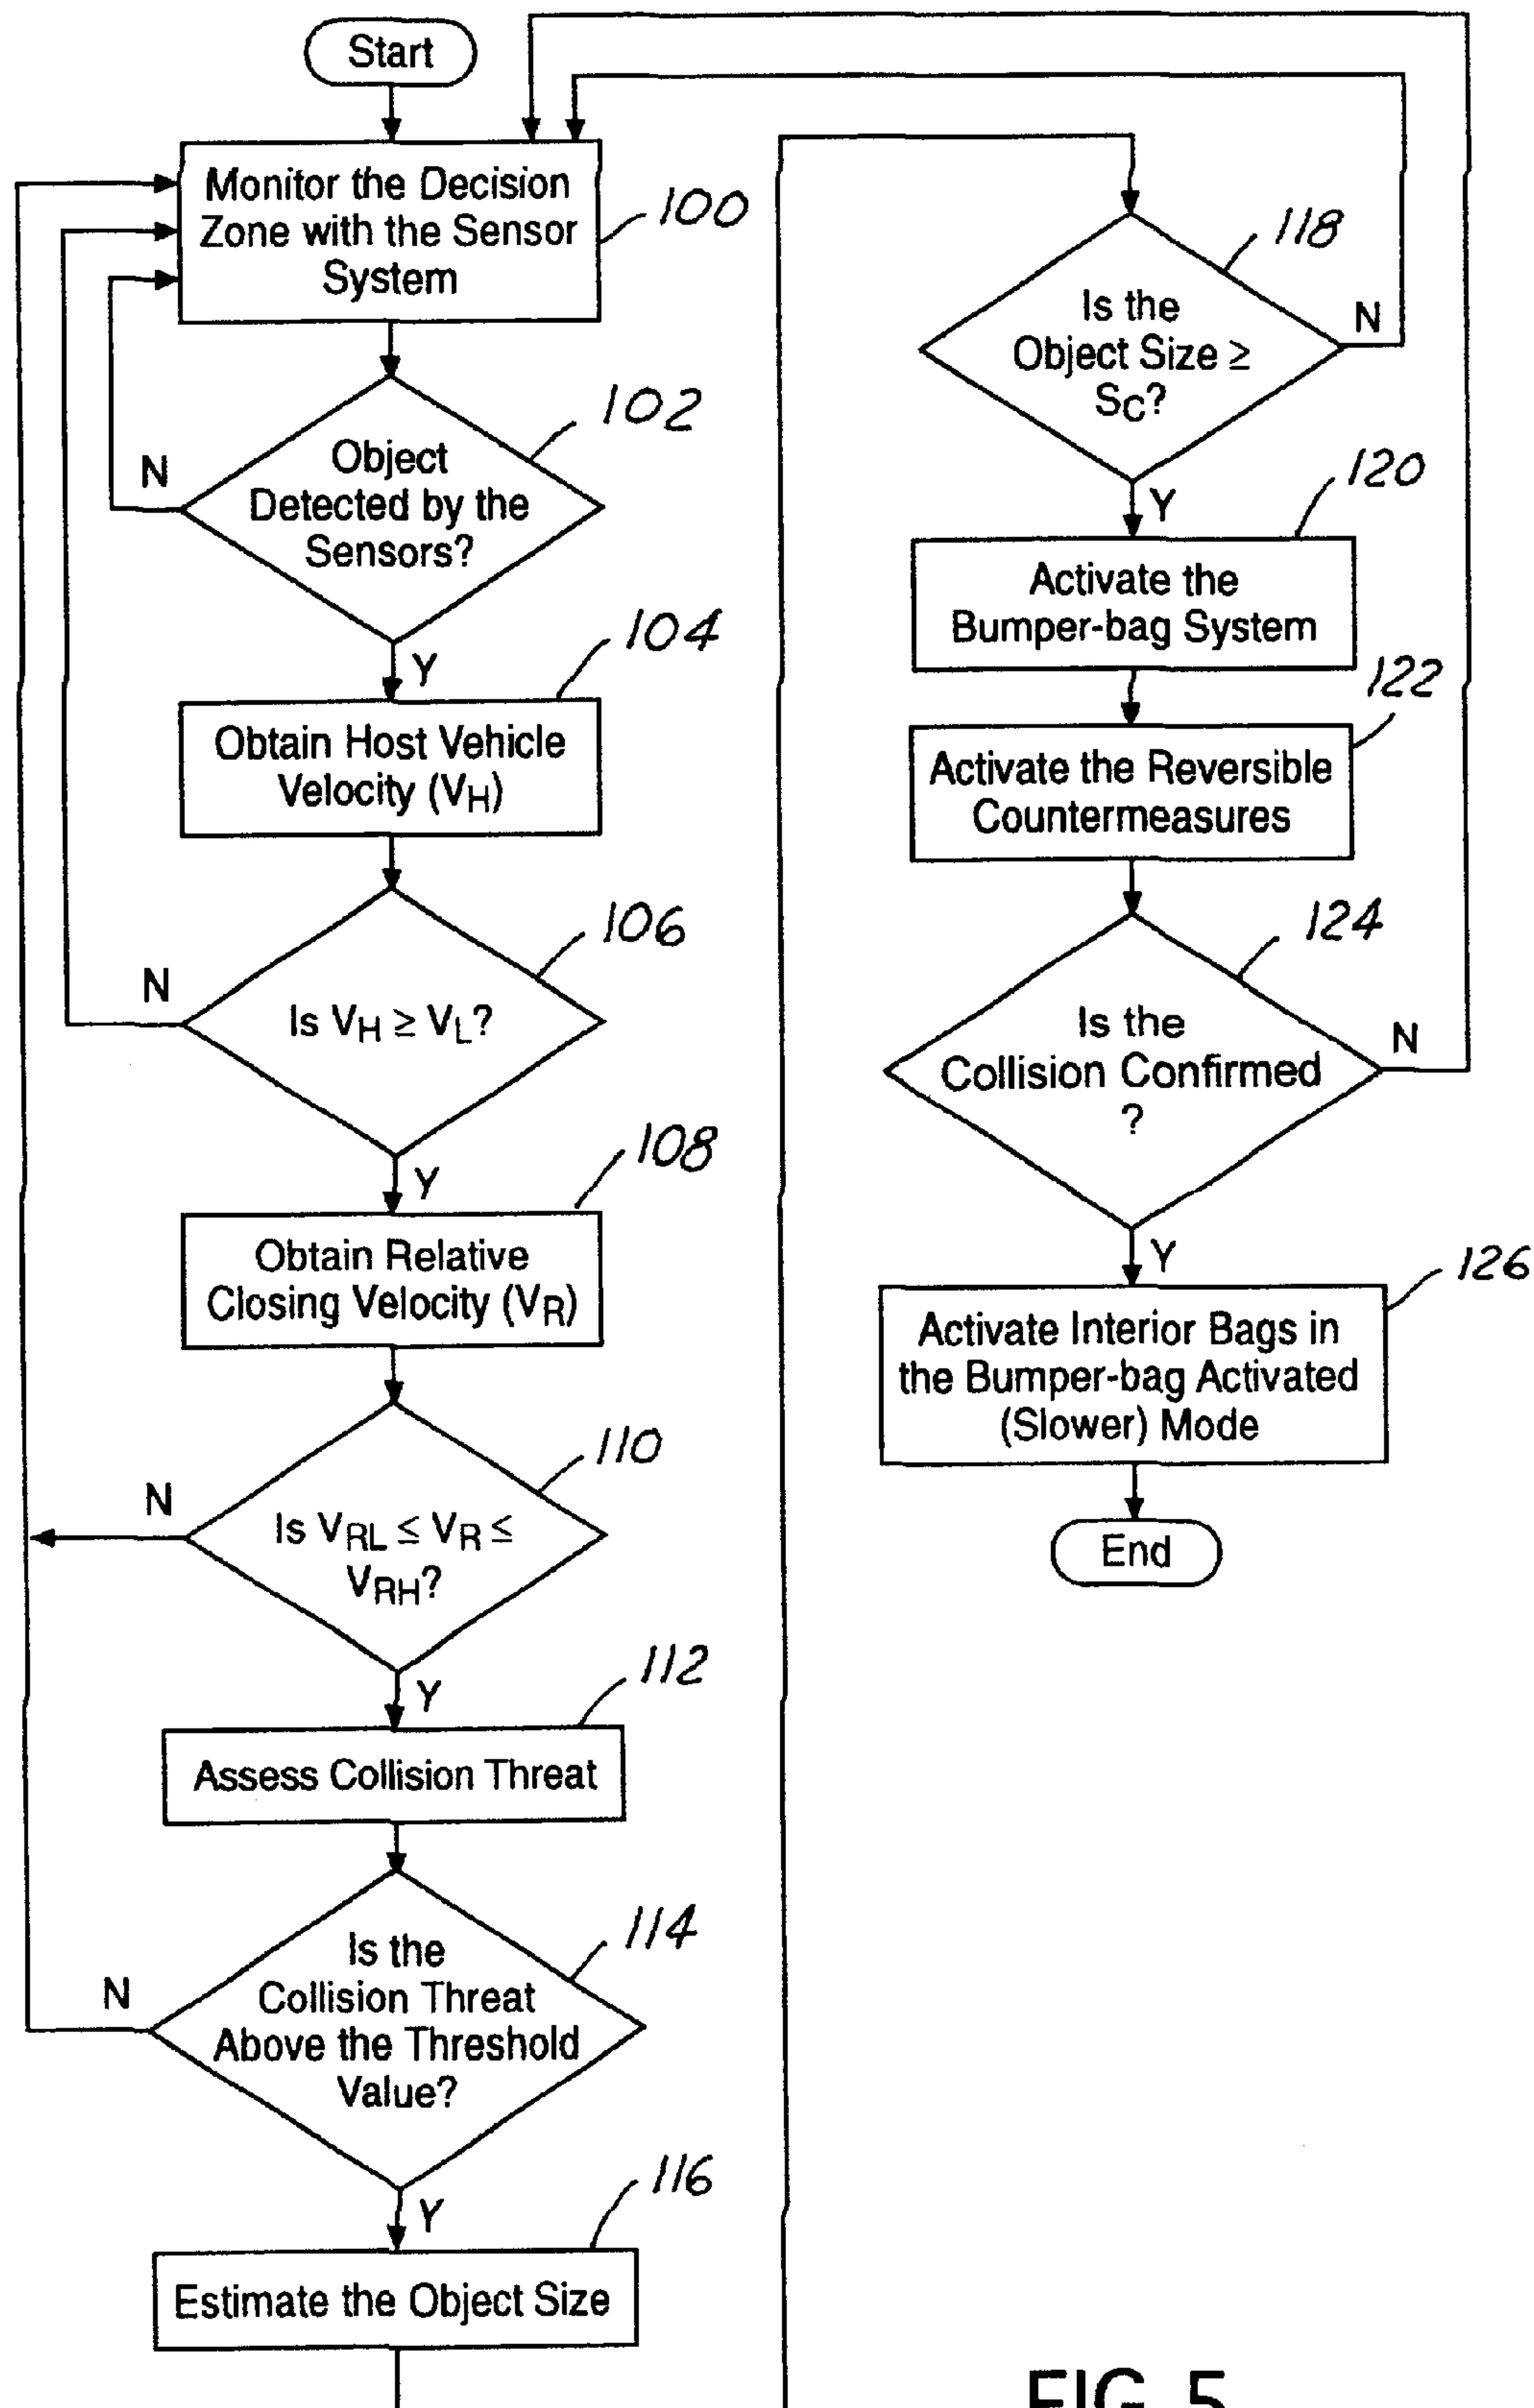 Start
Monitor the Decision
Zone with the Sensor
System
100
Object
Detected by the
Sensors?
102
N
Y
104
Obtain Host Vehicle
Velocity (VH)
106
Is VH ≥ VL?
N
Y
108
Obtain Relative
Closing Velocity (VR)
110
Is VRL ≤ VR ≤
VRH?
N
Y
112
Assess Collision Threat
114
Is the
Collision Threat
Above the Threshold
Value?
N
Y
116
Estimate the Object Size
118
Is the
Object Size ≥
SC?
N
Y
120
Activate the
Bumper-bag System
122
Activate the Reversible
Countermeasures
124
Is the
Collision Confirmed
?
N
Y
126
Activate Interior Bags in
the Bumper-bag Activated
(Slower) Mode
End
FIG. 5